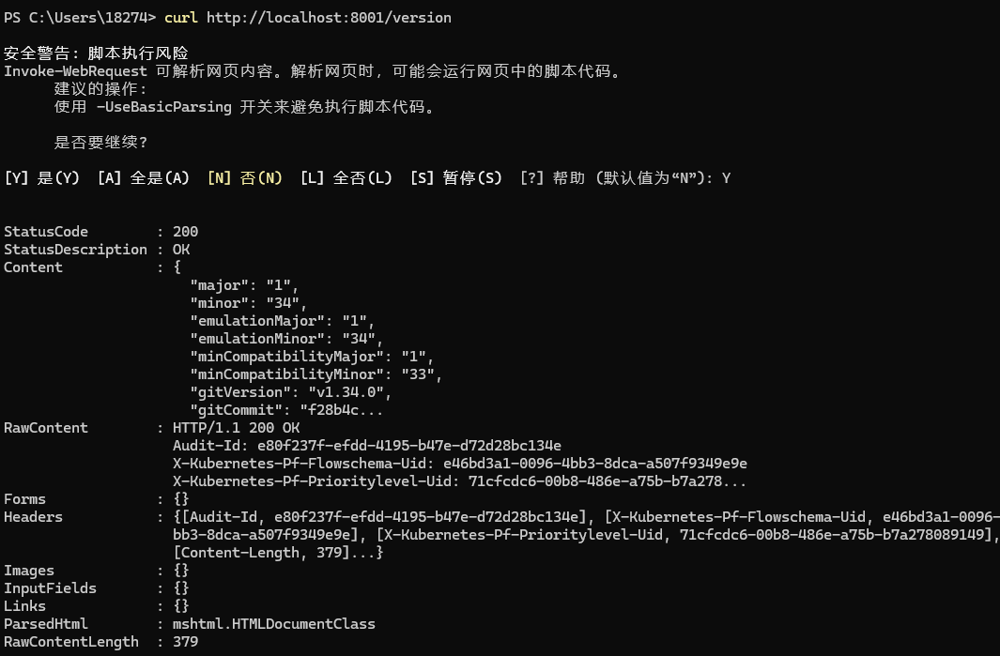 PS C:\Users\18274> curl http://localhost:8001/version
安全警告: 脚本执行风险
Invoke-WebRequest 可解析网页内容。解析网页时，可能会运行网页中的脚本代码。
建议的操作:
使用 -UseBasicParsing 开关来避免执行脚本代码。
是否要继续?
[Y] 是(Y)  [A] 全是(A)  [N] 否(N)  [L] 全否(L)  [S] 暂停(S)  [?] 帮助 (默认值为“N”): Y
StatusCode        : 200
StatusDescription : OK
Content           : {
"major": "1",
"minor": "34",
"emulationMajor": "1",
"emulationMinor": "34",
"minCompatibilityMajor": "1",
"minCompatibilityMinor": "33",
"gitVersion": "v1.34.0",
"gitCommit": "f28b4c...
RawContent        : HTTP/1.1 200 OK
Audit-Id: e80f237f-efdd-4195-b47e-d72d28bc134e
X-Kubernetes-Pf-Flowschema-Uid: e46bd3a1-0096-4bb3-8dca-a507f9349e9e
X-Kubernetes-Pf-Prioritylevel-Uid: 71cfcdc6-00b8-486e-a75b-b7a278...
Forms             : {}
Headers           : {[Audit-Id, e80f237f-efdd-4195-b47e-d72d28bc134e], [X-Kubernetes-Pf-Flowschema-Uid, e46bd3a1-0096-4
bb3-8dca-a507f9349e9e], [X-Kubernetes-Pf-Prioritylevel-Uid, 71cfcdc6-00b8-486e-a75b-b7a278089149],
[Content-Length, 379]...}
Images            : {}
InputFields       : {}
Links             : {}
ParsedHtml        : mshtml.HTMLDocumentClass
RawContentLength  : 379